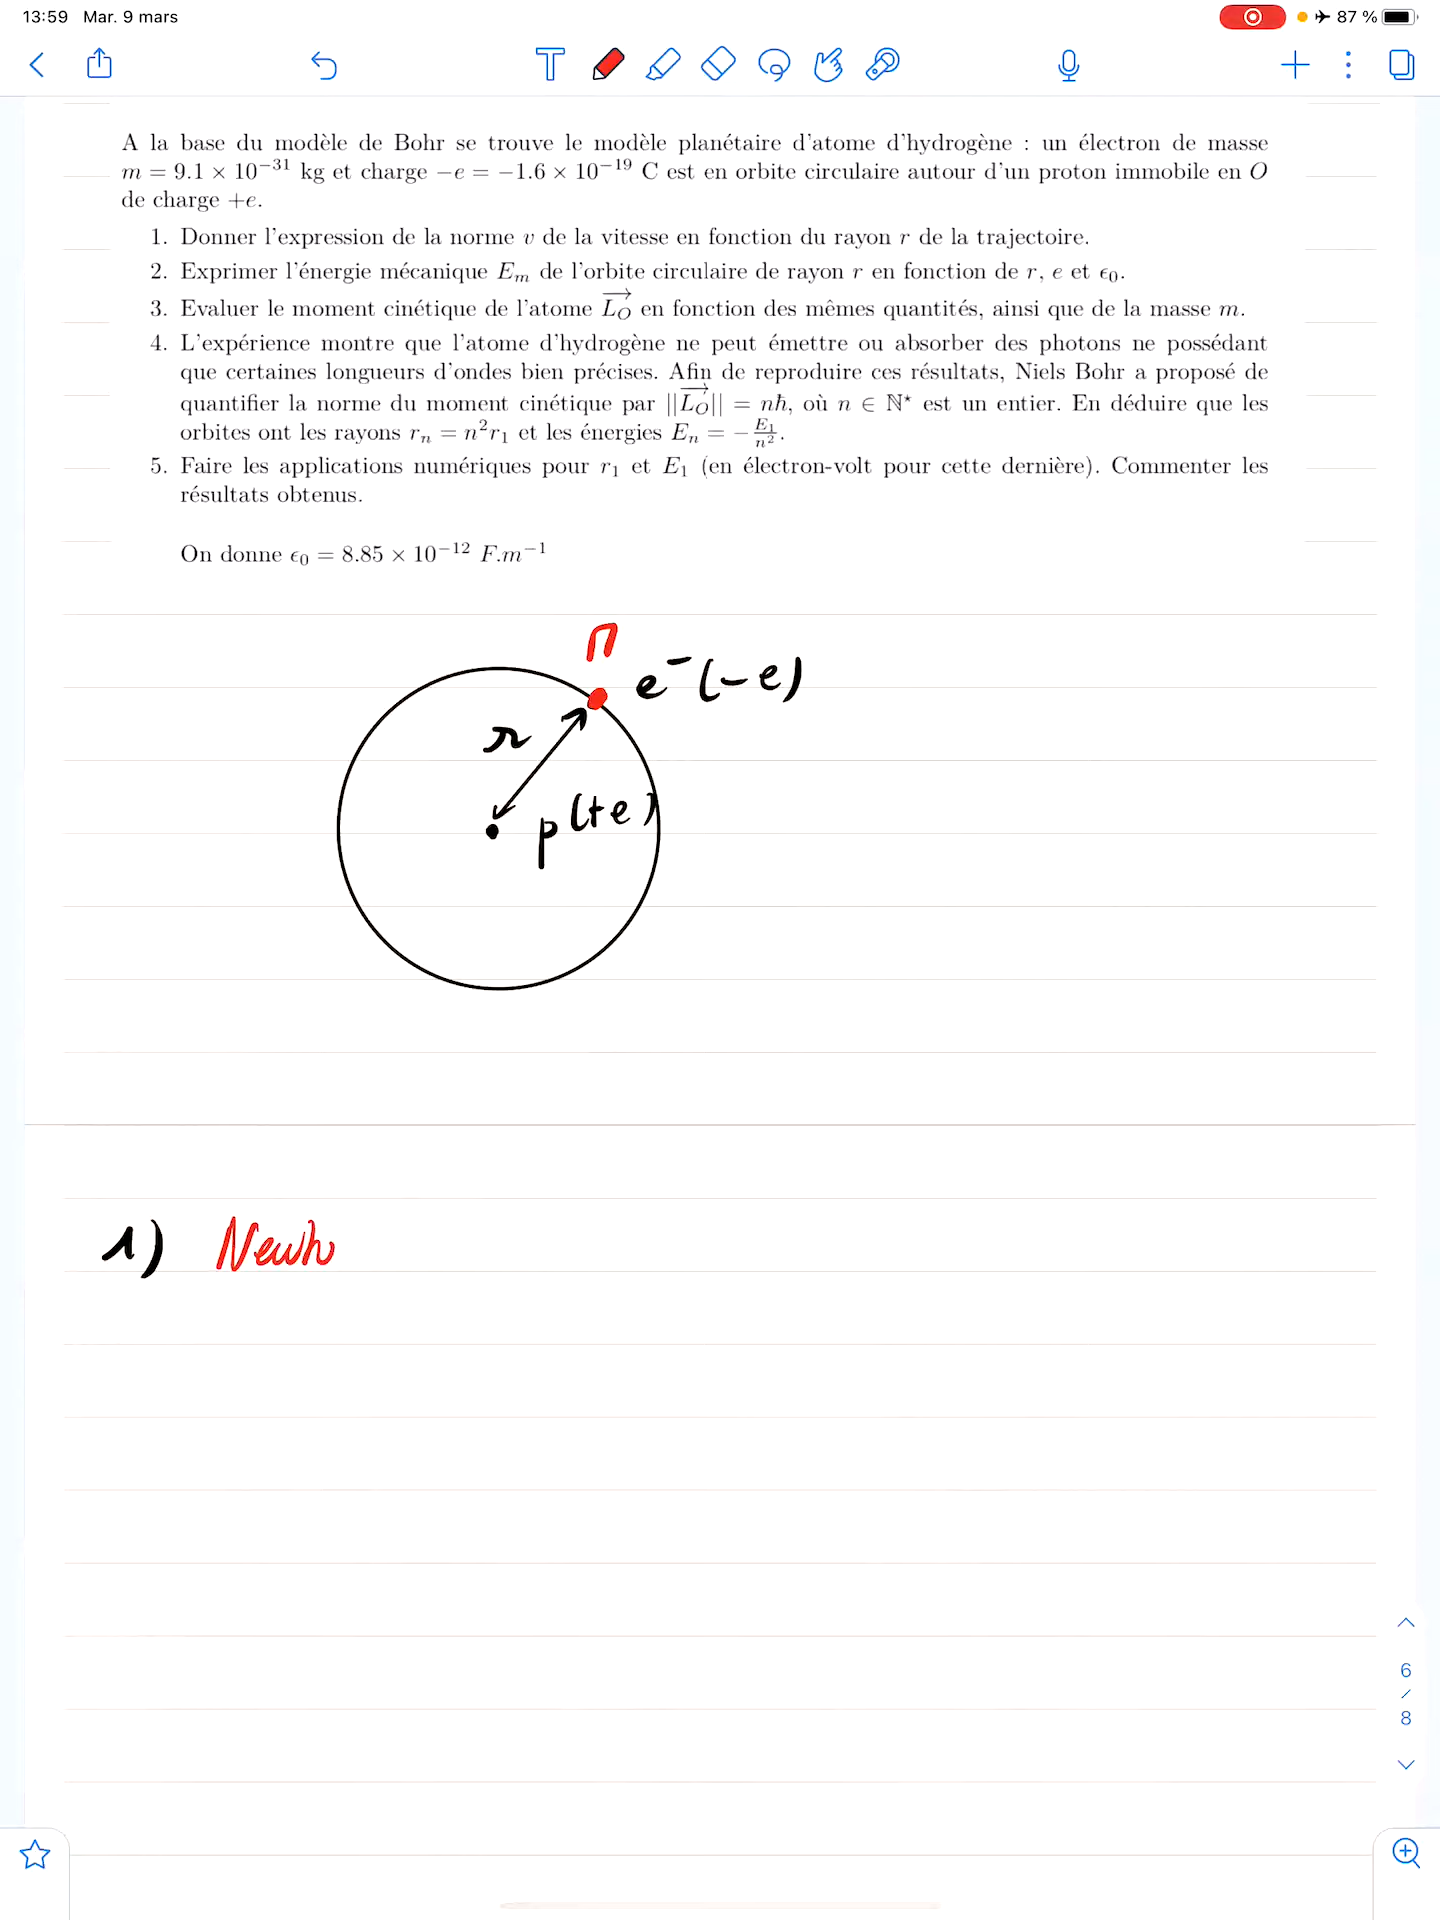 13:59 Mar. 9 mars 87 %
A la base du modèle de Bohr se trouve le modèle planétaire d'atome d'hydrogène : un électron de masse
m = 9.1 × 10⁻³¹ kg et charge −e = −1.6 × 10⁻¹⁹ C est en orbite circulaire autour d'un proton immobile en O
de charge +e.
1. Donner l'expression de la norme v de la vitesse en fonction du rayon r de la trajectoire.
2. Exprimer l'énergie mécanique Eₘ de l'orbite circulaire de rayon r en fonction de r, e et ϵ₀.
3. Evaluer le moment cinétique de l'atome \overrightarrow{L_O} en fonction des mêmes quantités, ainsi que de la masse m.
4. L'expérience montre que l'atome d'hydrogène ne peut émettre ou absorber des photons ne possédant
que certaines longueurs d'ondes bien précises. Afin de reproduire ces résultats, Niels Bohr a proposé de
quantifier la norme du moment cinétique par ||\overrightarrow{L_O}|| = nℏ, où n ∈ ℕ* est un entier. En déduire que les
orbites ont les rayons rₙ = n²r₁ et les énergies Eₙ = −\frac{E₁}{n²}.
5. Faire les applications numériques pour r₁ et E₁ (en électron-volt pour cette dernière). Commenter les
résultats obtenus.
On donne ϵ₀ = 8.85 × 10⁻¹² F.m⁻¹
e⁻(−e)
r
p(+e)
1) Newh
6
/
8